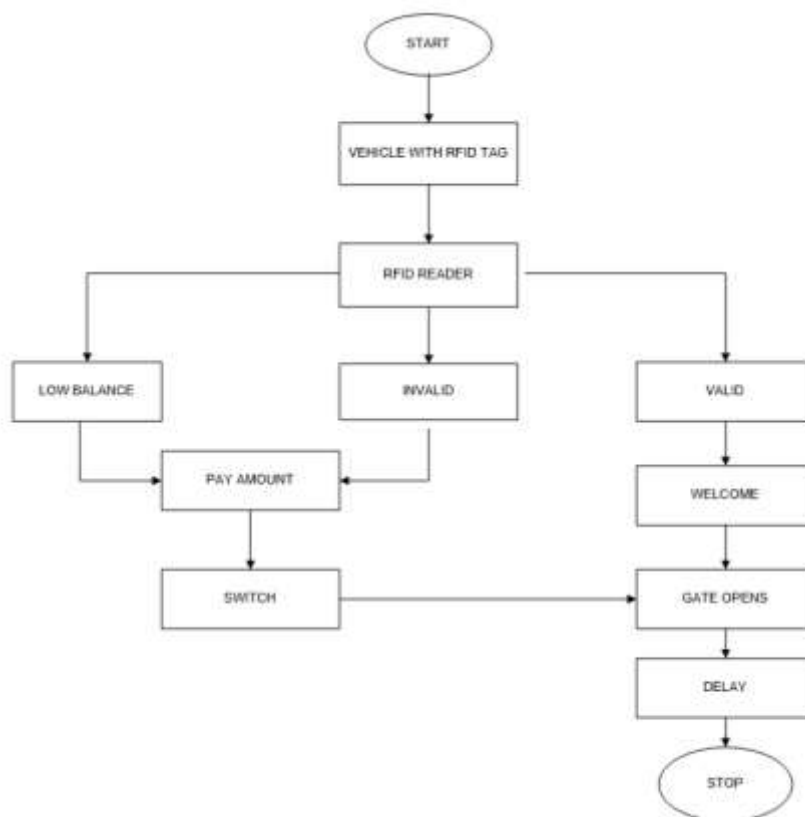 START
VEHICLE WITH RFID TAG
RFID READER
LOW BALANCE
INVALID
VALID
PAY AMOUNT
WELCOME
SWITCH
GATE OPENS
DELAY
STOP